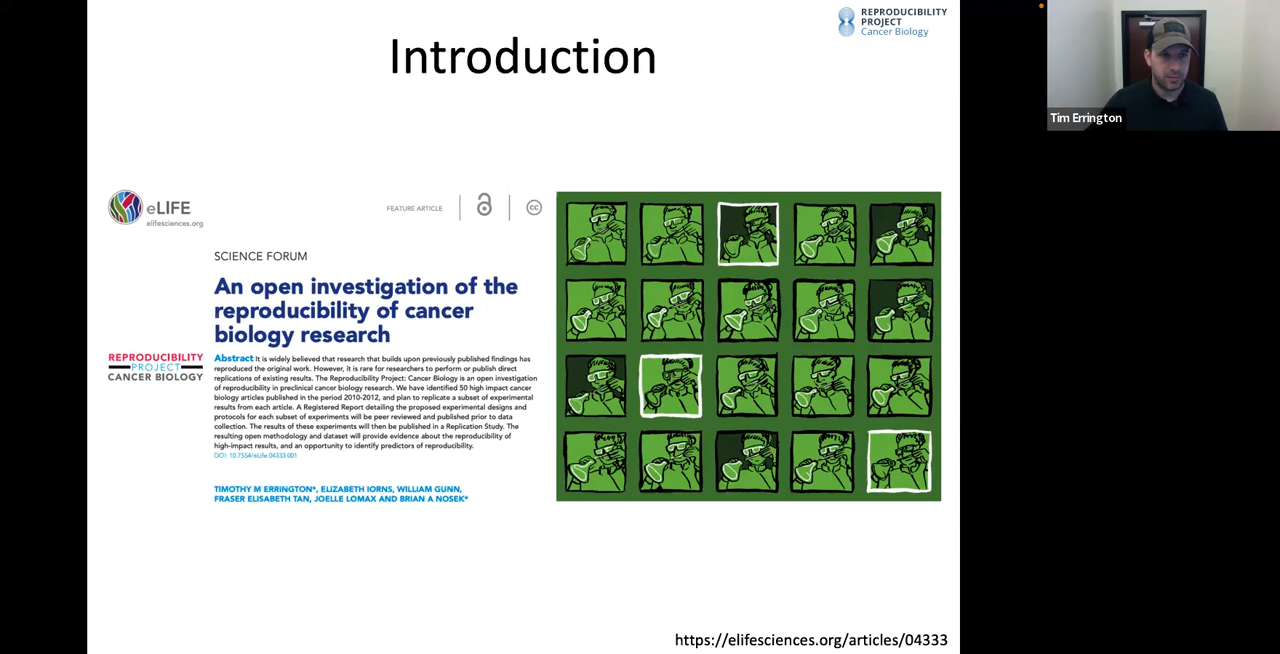 Introduction
REPRODUCIBILITY
PROJECT
Cancer Biology
Tim Errington
eLIFE
elifesciences.org
FEATURE ARTICLE
cc
SCIENCE FORUM
An open investigation of the
reproducibility of cancer
biology research
REPRODUCIBILITY
PROJECT
CANCER BIOLOGY
Abstract It is widely believed that research that builds upon previously published findings has
reproduced the original work. However, it is rare for researchers to perform or publish direct
replications of existing results. The Reproducibility Project: Cancer Biology is an open investigation
of reproducibility in preclinical cancer biology research. We have identified 50 high impact cancer
biology articles published in the period 2010-2012, and plan to replicate a subset of experimental
results from each article. A Registered Report detailing the proposed experimental designs and
protocols for each subset of experiments will be peer reviewed and published prior to data
collection. The results of these experiments will then be published in a Replication Study. The
resulting open methodology and dataset will provide evidence about the reproducibility of
high-impact results, and an opportunity to identify predictors of reproducibility.
DOI: 10.7554/eLife.04333.001
TIMOTHY M ERRINGTON*, ELIZABETH IORNS, WILLIAM GUNN,
FRASER ELISABETH TAN, JOELLE LOMAX AND BRIAN A NOSEK*
https://elifesciences.org/articles/04333